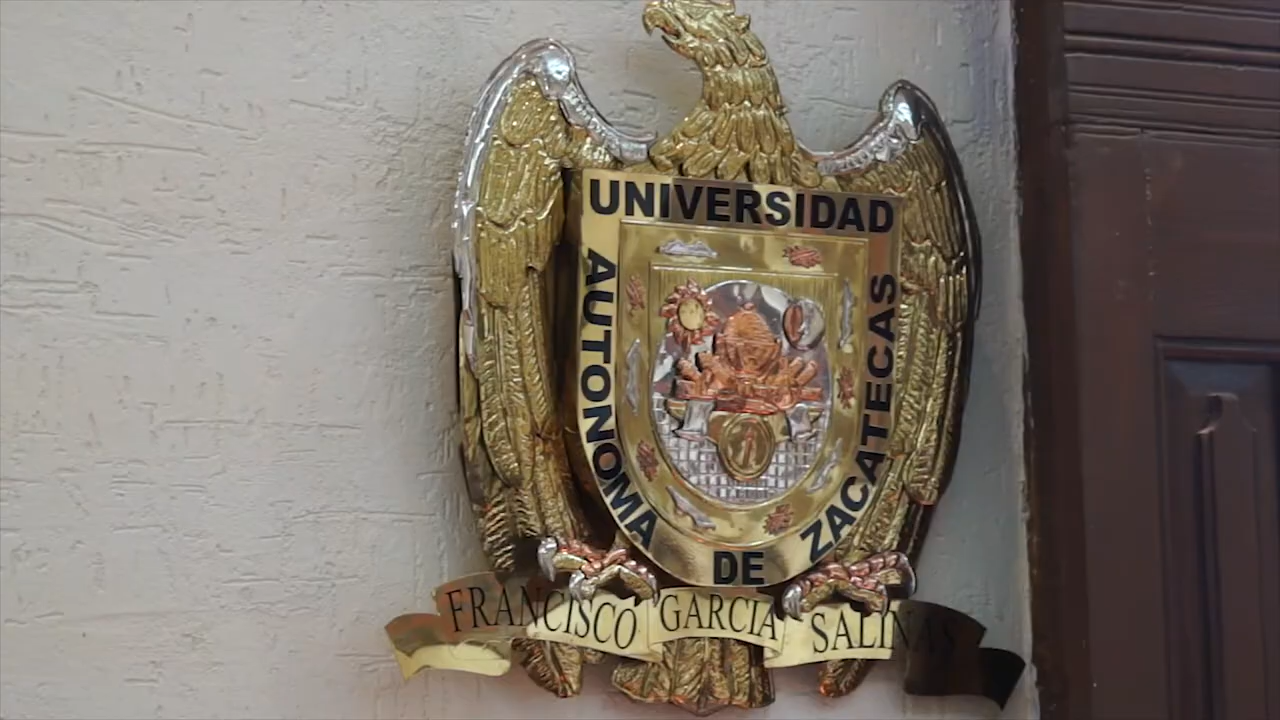 UNIVERSIDAD
AUTONOMA
DE
ZACATECAS
FRANCISCO GARCIA SALINAS